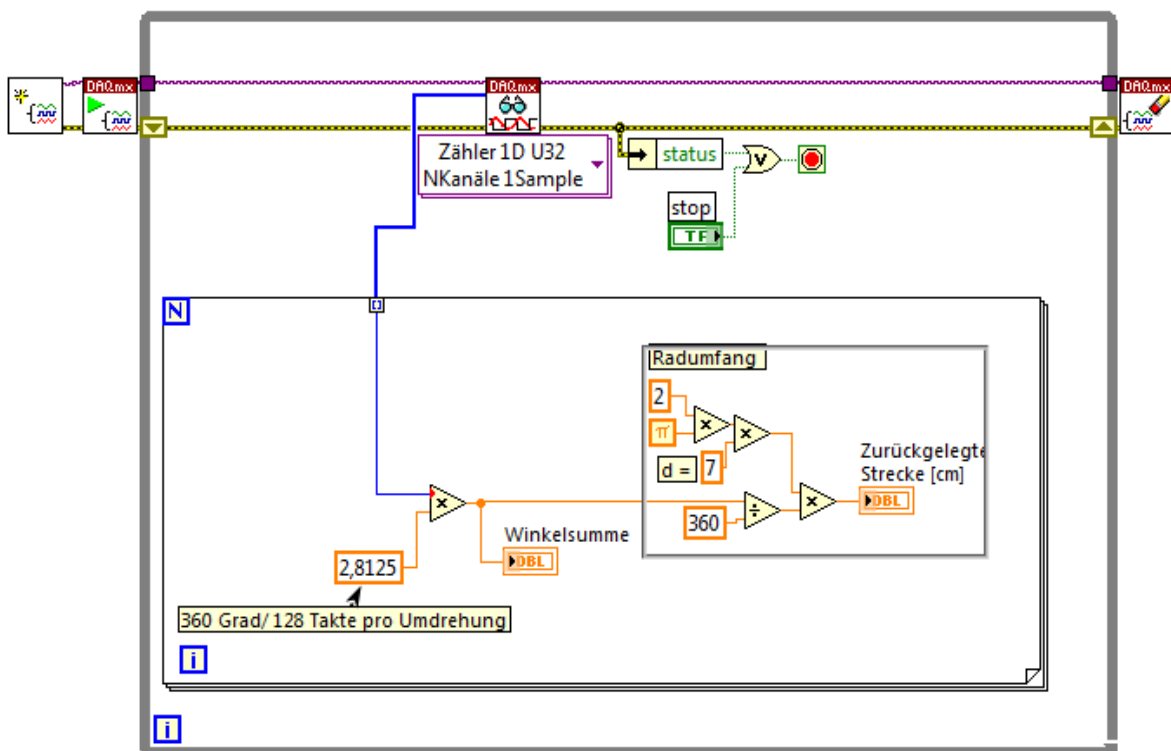 DAQmx
DAQmx
Zähler 1D U32
NKanäle 1Sample
status
V
stop
TF
N
[]
Radumfang
2
x
x
π
d =
7
Zurückgelegte
Strecke [cm]
DBL
x
÷
x
360
Winkelsumme
DBL
2,8125
360 Grad/ 128 Takte pro Umdrehung
i
i
DAQmx